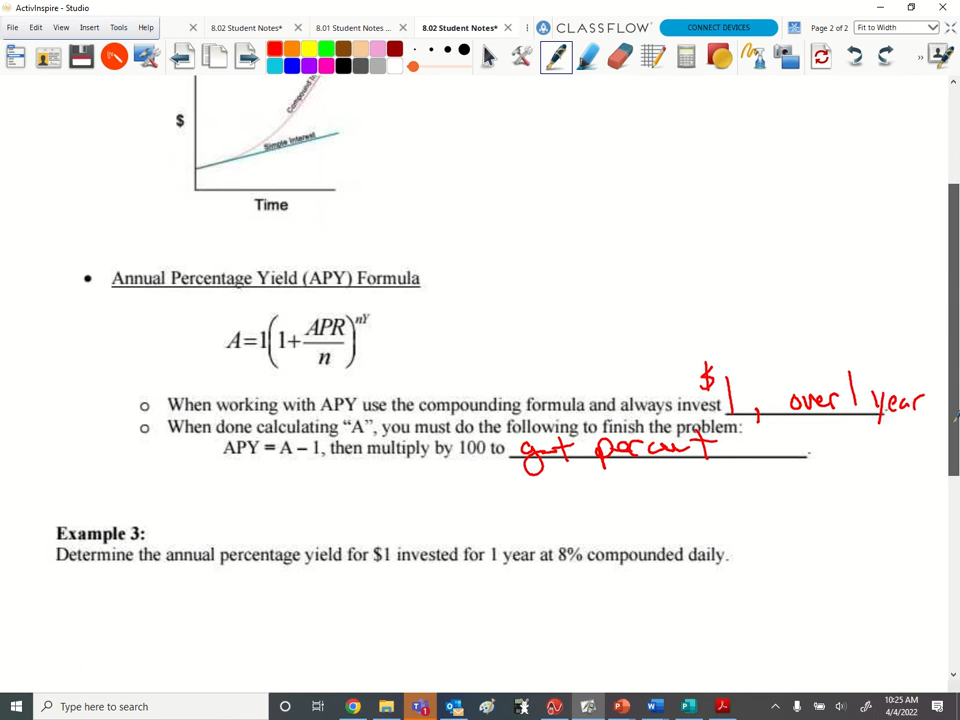 ActivInspire - Studio
File Edit View Insert Tools Help
8.02 Student Notes*
8.01 Student Notes ...
8.02 Student Notes*
CLASSFLOW
CONNECT DEVICES
Page 2 of 2
Fit to Width
$
Simple Interest
Time
• Annual Percentage Yield (APY) Formula
A=1(1+APR/n)^nY
o When working with APY use the compounding formula and always invest $1, over 1 year
o When done calculating “A”, you must do the following to finish the problem:
APY = A – 1, then multiply by 100 to get percent.
Example 3:
Determine the annual percentage yield for $1 invested for 1 year at 8% compounded daily.
Type here to search
10:25 AM
4/4/2022